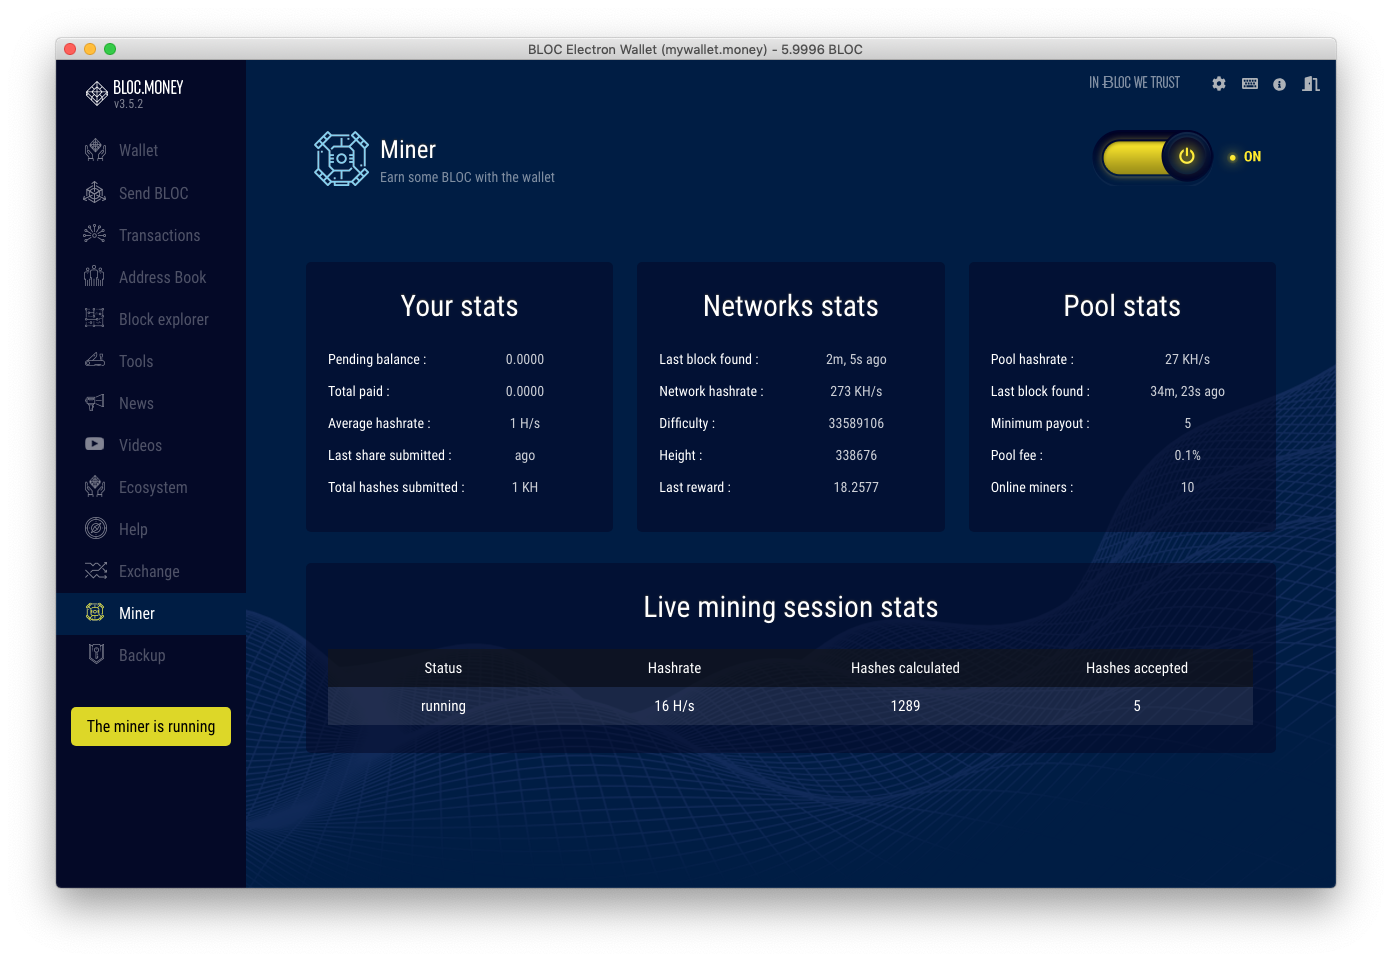 BLOC Electron Wallet (mywallet.money) - 5.9996 BLOC
BLOC.MONEY
v3.5.2
IN BLOC WE TRUST
Wallet
Send BLOC
Transactions
Address Book
Block explorer
Tools
News
Videos
Ecosystem
Help
Exchange
Miner
Backup
The miner is running
Miner
Earn some BLOC with the wallet
ON
Your stats
Pending balance : 0.0000
Total paid : 0.0000
Average hashrate : 1 H/s
Last share submitted : ago
Total hashes submitted : 1 KH
Networks stats
Last block found : 2m, 5s ago
Network hashrate : 273 KH/s
Difficulty : 33589106
Height : 338676
Last reward : 18.2577
Pool stats
Pool hashrate : 27 KH/s
Last block found : 34m, 23s ago
Minimum payout : 5
Pool fee : 0.1%
Online miners : 10
Live mining session stats
Status Hashrate Hashes calculated Hashes accepted
running 16 H/s 1289 5